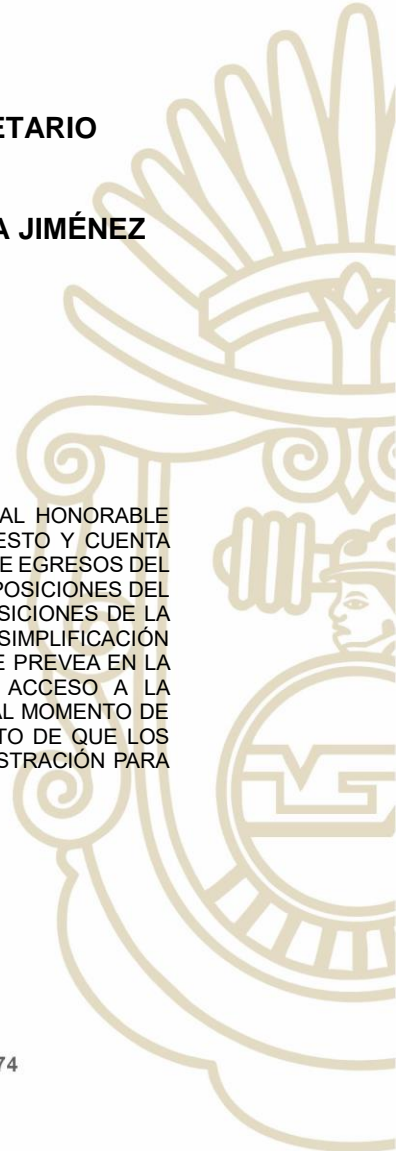 ETARIO
A JIMÉNEZ
AL HONORABLE
ESTO Y CUENTA
E EGRESOS DEL
POSICIONES DEL
SICIONES DE LA
SIMPLIFICACIÓN
E PREVEA EN LA
ACCESO A LA
AL MOMENTO DE
TO DE QUE LOS
STRACIÓN PARA
74